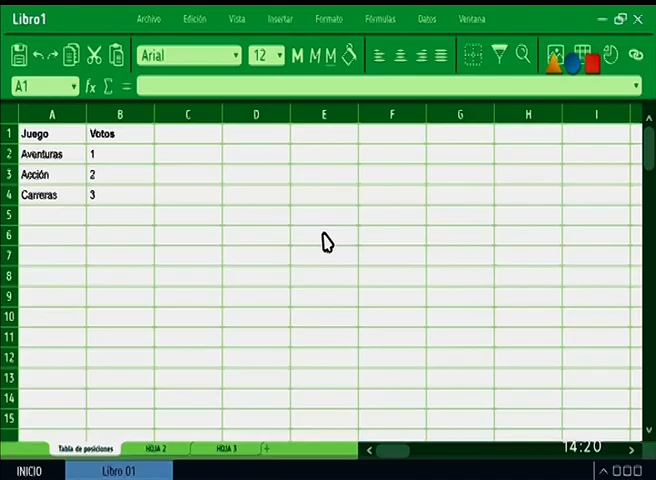 Libro1 Archivo Edición Vista Insertar Formato Fórmulas Datos Ventana
Arial 12 M M M
A1 fx Σ =
A B C D E F G H I
1 Juego Votos
2 Aventuras 1
3 Acción 2
4 Carreras 3
5
6
7
8
9
10
11
12
13
14
15
Tabla de posiciones HOJA 2 HOJA 3 +
14:20
INICIO Libro 01